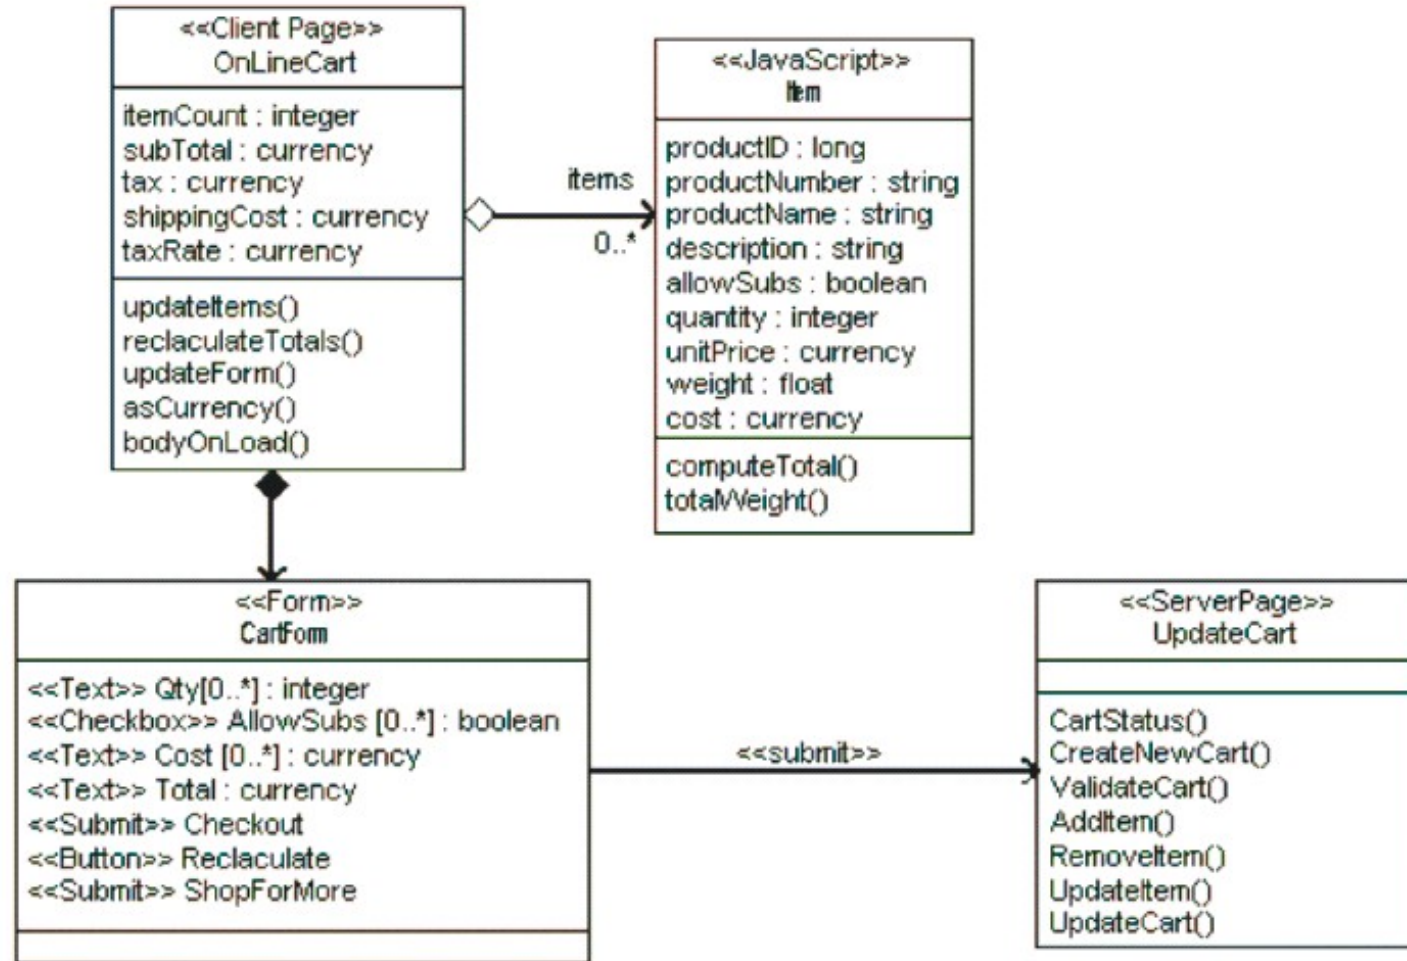 <<Client Page>>
OnLineCart
itemCount : integer
subTotal : currency
tax : currency
shippingCost : currency
taxRate : currency
updateItems()
reclaculateTotals()
updateForm()
asCurrency()
bodyOnLoad()
items
0..*
<<JavaScript>>
Item
productID : long
productNumber : string
productName : string
description : string
allowSubs : boolean
quantity : integer
unitPrice : currency
weight : float
cost : currency
computeTotal()
totalWeight()
<<Form>>
CartForm
<<Text>> Qty[0..*] : integer
<<Checkbox>> AllowSubs [0..*] : boolean
<<Text>> Cost [0..*] : currency
<<Text>> Total : currency
<<Submit>> Checkout
<<Button>> Reclaculate
<<Submit>> ShopForMore
<<submit>>
<<ServerPage>>
UpdateCart
CartStatus()
CreateNewCart()
ValidateCart()
AddItem()
RemoveItem()
UpdateItem()
UpdateCart()